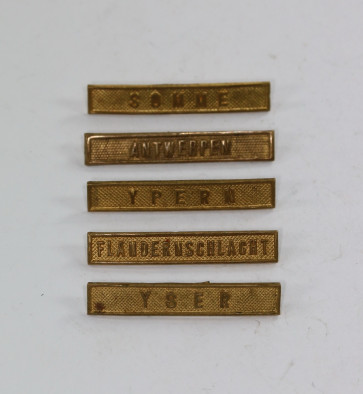 SOMME
ANTWERPEN
YPERN
FLANDERNSCHLACHT
YSER